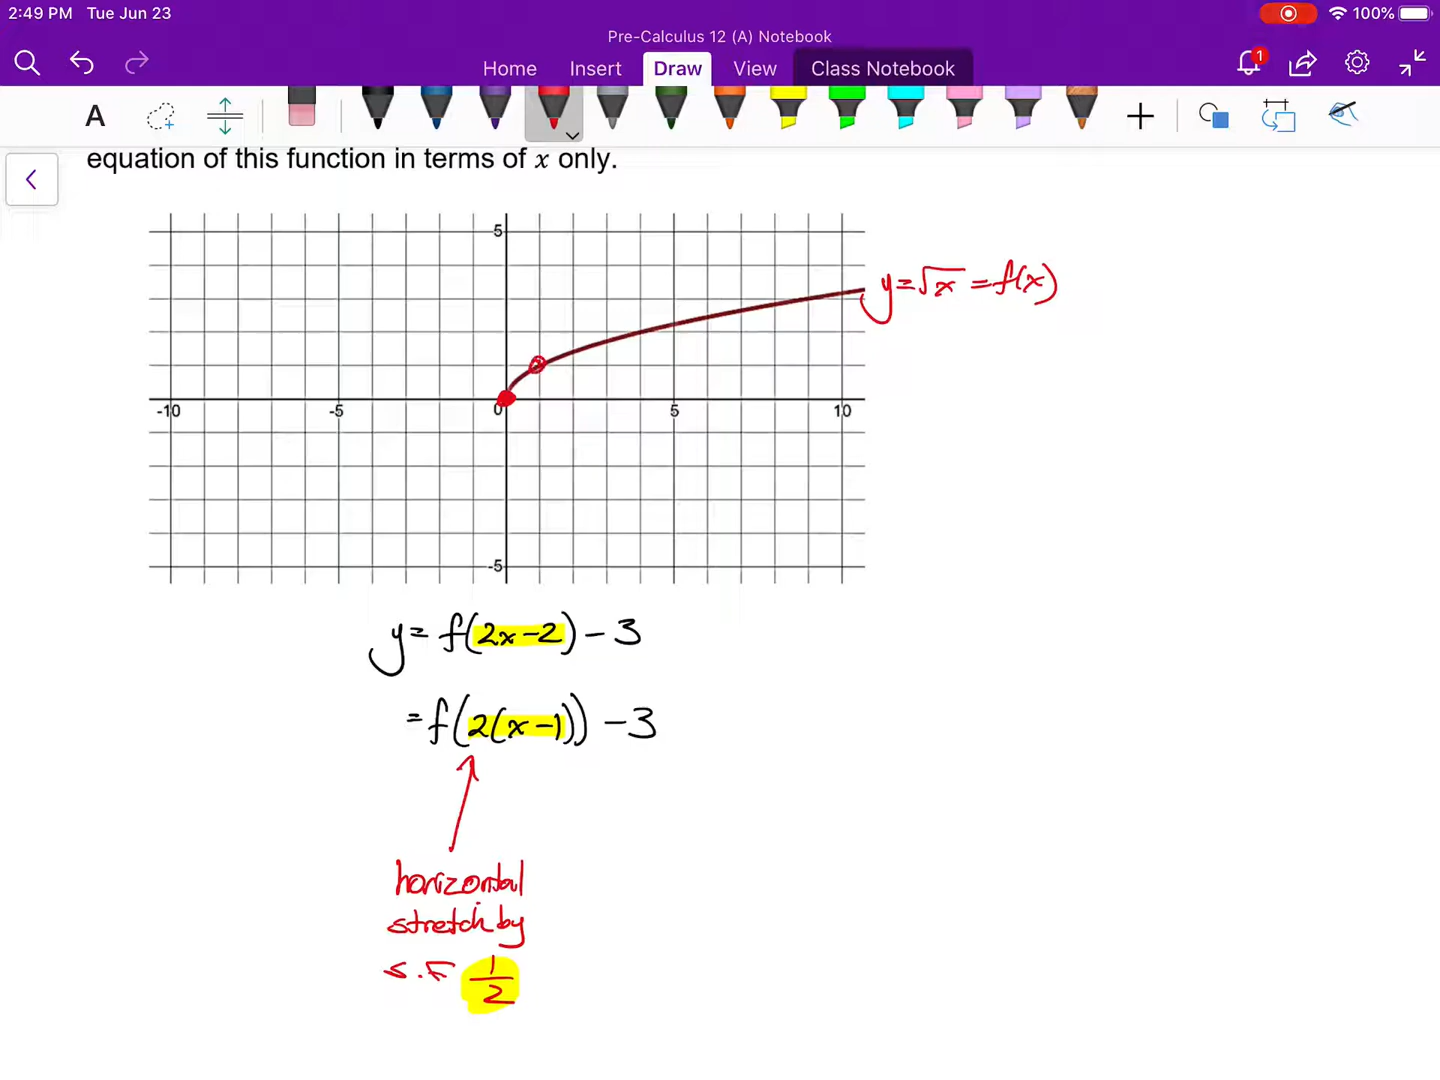 2:49 PM Tue Jun 23
100%
Pre-Calculus 12 (A) Notebook
Home Insert Draw View Class Notebook
1
A
equation of this function in terms of x only.
5
y = √x = f(x)
-10 -5 0 5 10
-5
y = f(2x-2) - 3
= f(2(x-1)) - 3
horizontal
stretch by
s.F 1/2